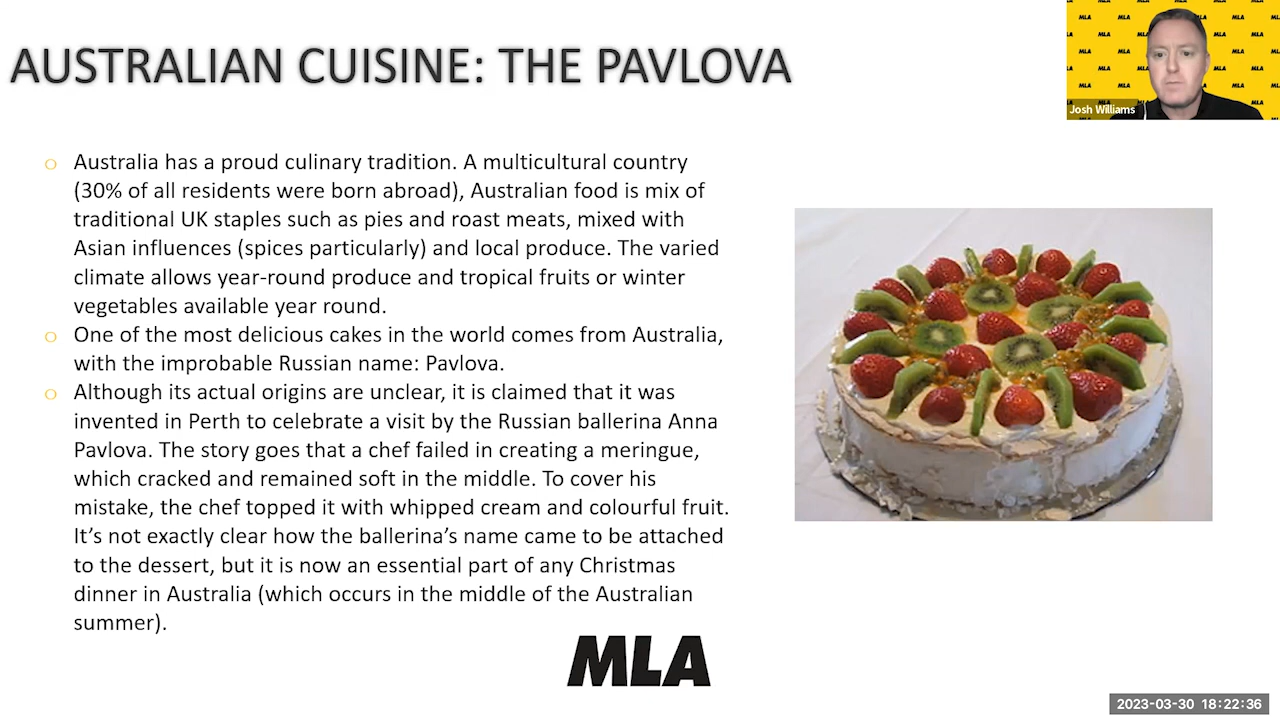 AUSTRALIAN CUISINE: THE PAVLOVA
MLA MLA MLA MLA
Josh Williams
o Australia has a proud culinary tradition. A multicultural country
(30% of all residents were born abroad), Australian food is mix of
traditional UK staples such as pies and roast meats, mixed with
Asian influences (spices particularly) and local produce. The varied
climate allows year-round produce and tropical fruits or winter
vegetables available year round.
o One of the most delicious cakes in the world comes from Australia,
with the improbable Russian name: Pavlova.
o Although its actual origins are unclear, it is claimed that it was
invented in Perth to celebrate a visit by the Russian ballerina Anna
Pavlova. The story goes that a chef failed in creating a meringue,
which cracked and remained soft in the middle. To cover his
mistake, the chef topped it with whipped cream and colourful fruit.
It’s not exactly clear how the ballerina’s name came to be attached
to the dessert, but it is now an essential part of any Christmas
dinner in Australia (which occurs in the middle of the Australian
summer).
MLA
2023-03-30 18:22:36